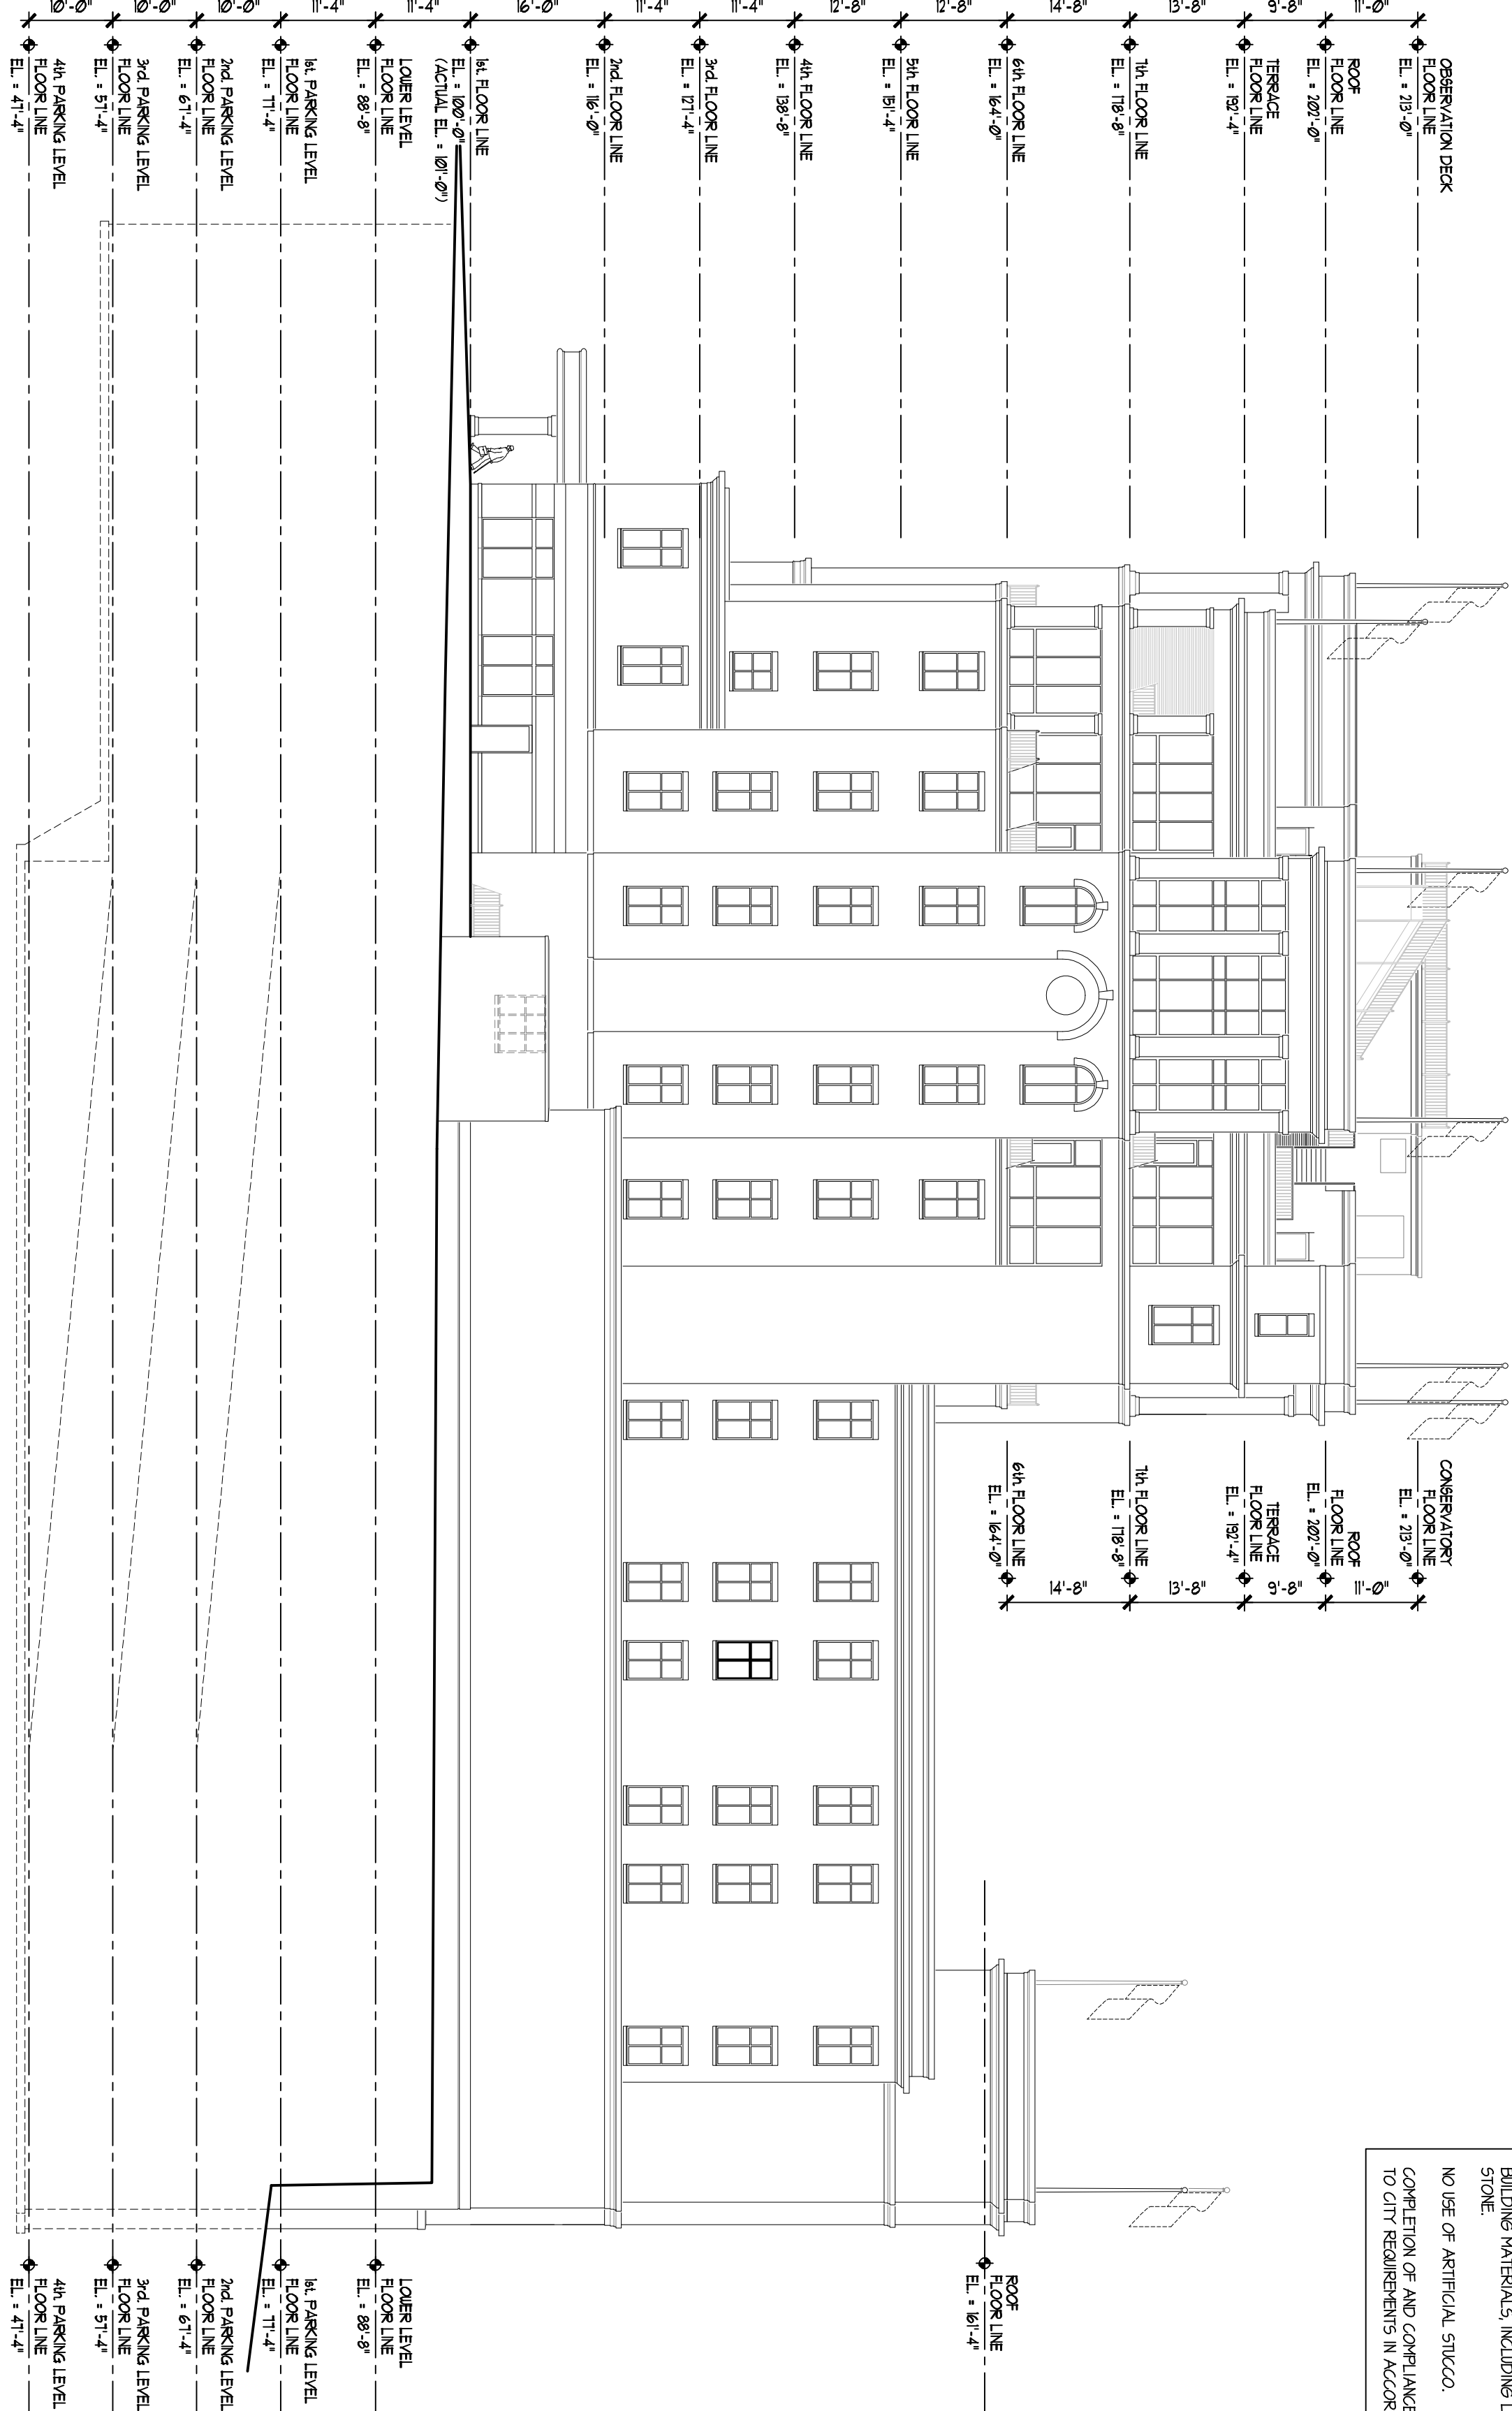 11'-0"
9'-8"
13'-8"
14'-8"
12'-8"
12'-8"
11'-4"
11'-4"
16'-0"
11'-4"
11'-4"
10'-0"
10'-0"
10'-0"
OBSERVATION DECK
FLOOR LINE
EL. = 213'-0"
ROOF
FLOOR LINE
EL. = 202'-0"
TERRACE
FLOOR LINE
EL. = 192'-4"
7th FLOOR LINE
EL. = 178'-8"
6th FLOOR LINE
EL. = 164'-0"
5th FLOOR LINE
EL. = 151'-4"
4th FLOOR LINE
EL. = 138'-8"
3rd. FLOOR LINE
EL. = 127'-4"
2nd. FLOOR LINE
EL. = 116'-0"
1st. FLOOR LINE
EL. = 100'-0"
(ACTUAL EL. = 101'-0")
LOWER LEVEL
FLOOR LINE
EL. = 88'-8"
1st. PARKING LEVEL
FLOOR LINE
EL. = 77'-4"
2nd. PARKING LEVEL
FLOOR LINE
EL. = 67'-4"
3rd. PARKING LEVEL
FLOOR LINE
EL. = 57'-4"
4th PARKING LEVEL
FLOOR LINE
EL. = 47'-4"
CONSERVATORY
FLOOR LINE
EL. = 213'-0"
ROOF
FLOOR LINE
EL. = 202'-0"
TERRACE
FLOOR LINE
EL. = 192'-4"
7th FLOOR LINE
EL. = 178'-8"
6th FLOOR LINE
EL. = 164'-0"
11'-0"
9'-8"
13'-8"
14'-8"
BUILDING MATERIALS, INCLUDING
STONE.
NO USE OF ARTIFICIAL STUCCO.
COMPLETION OF AND COMPLIANCE
TO CITY REQUIREMENTS IN
ROOF
FLOOR LINE
EL. = 161'-4"
LOWER LEVEL
FLOOR LINE
EL. = 88'-8"
1st. PARKING LEVEL
FLOOR LINE
EL. = 77'-4"
2nd. PARKING LEVEL
FLOOR LINE
EL. = 67'-4"
3rd. PARKING LEVEL
FLOOR LINE
EL. = 57'-4"
4th PARKING LEVEL
FLOOR LINE
EL. = 47'-4"